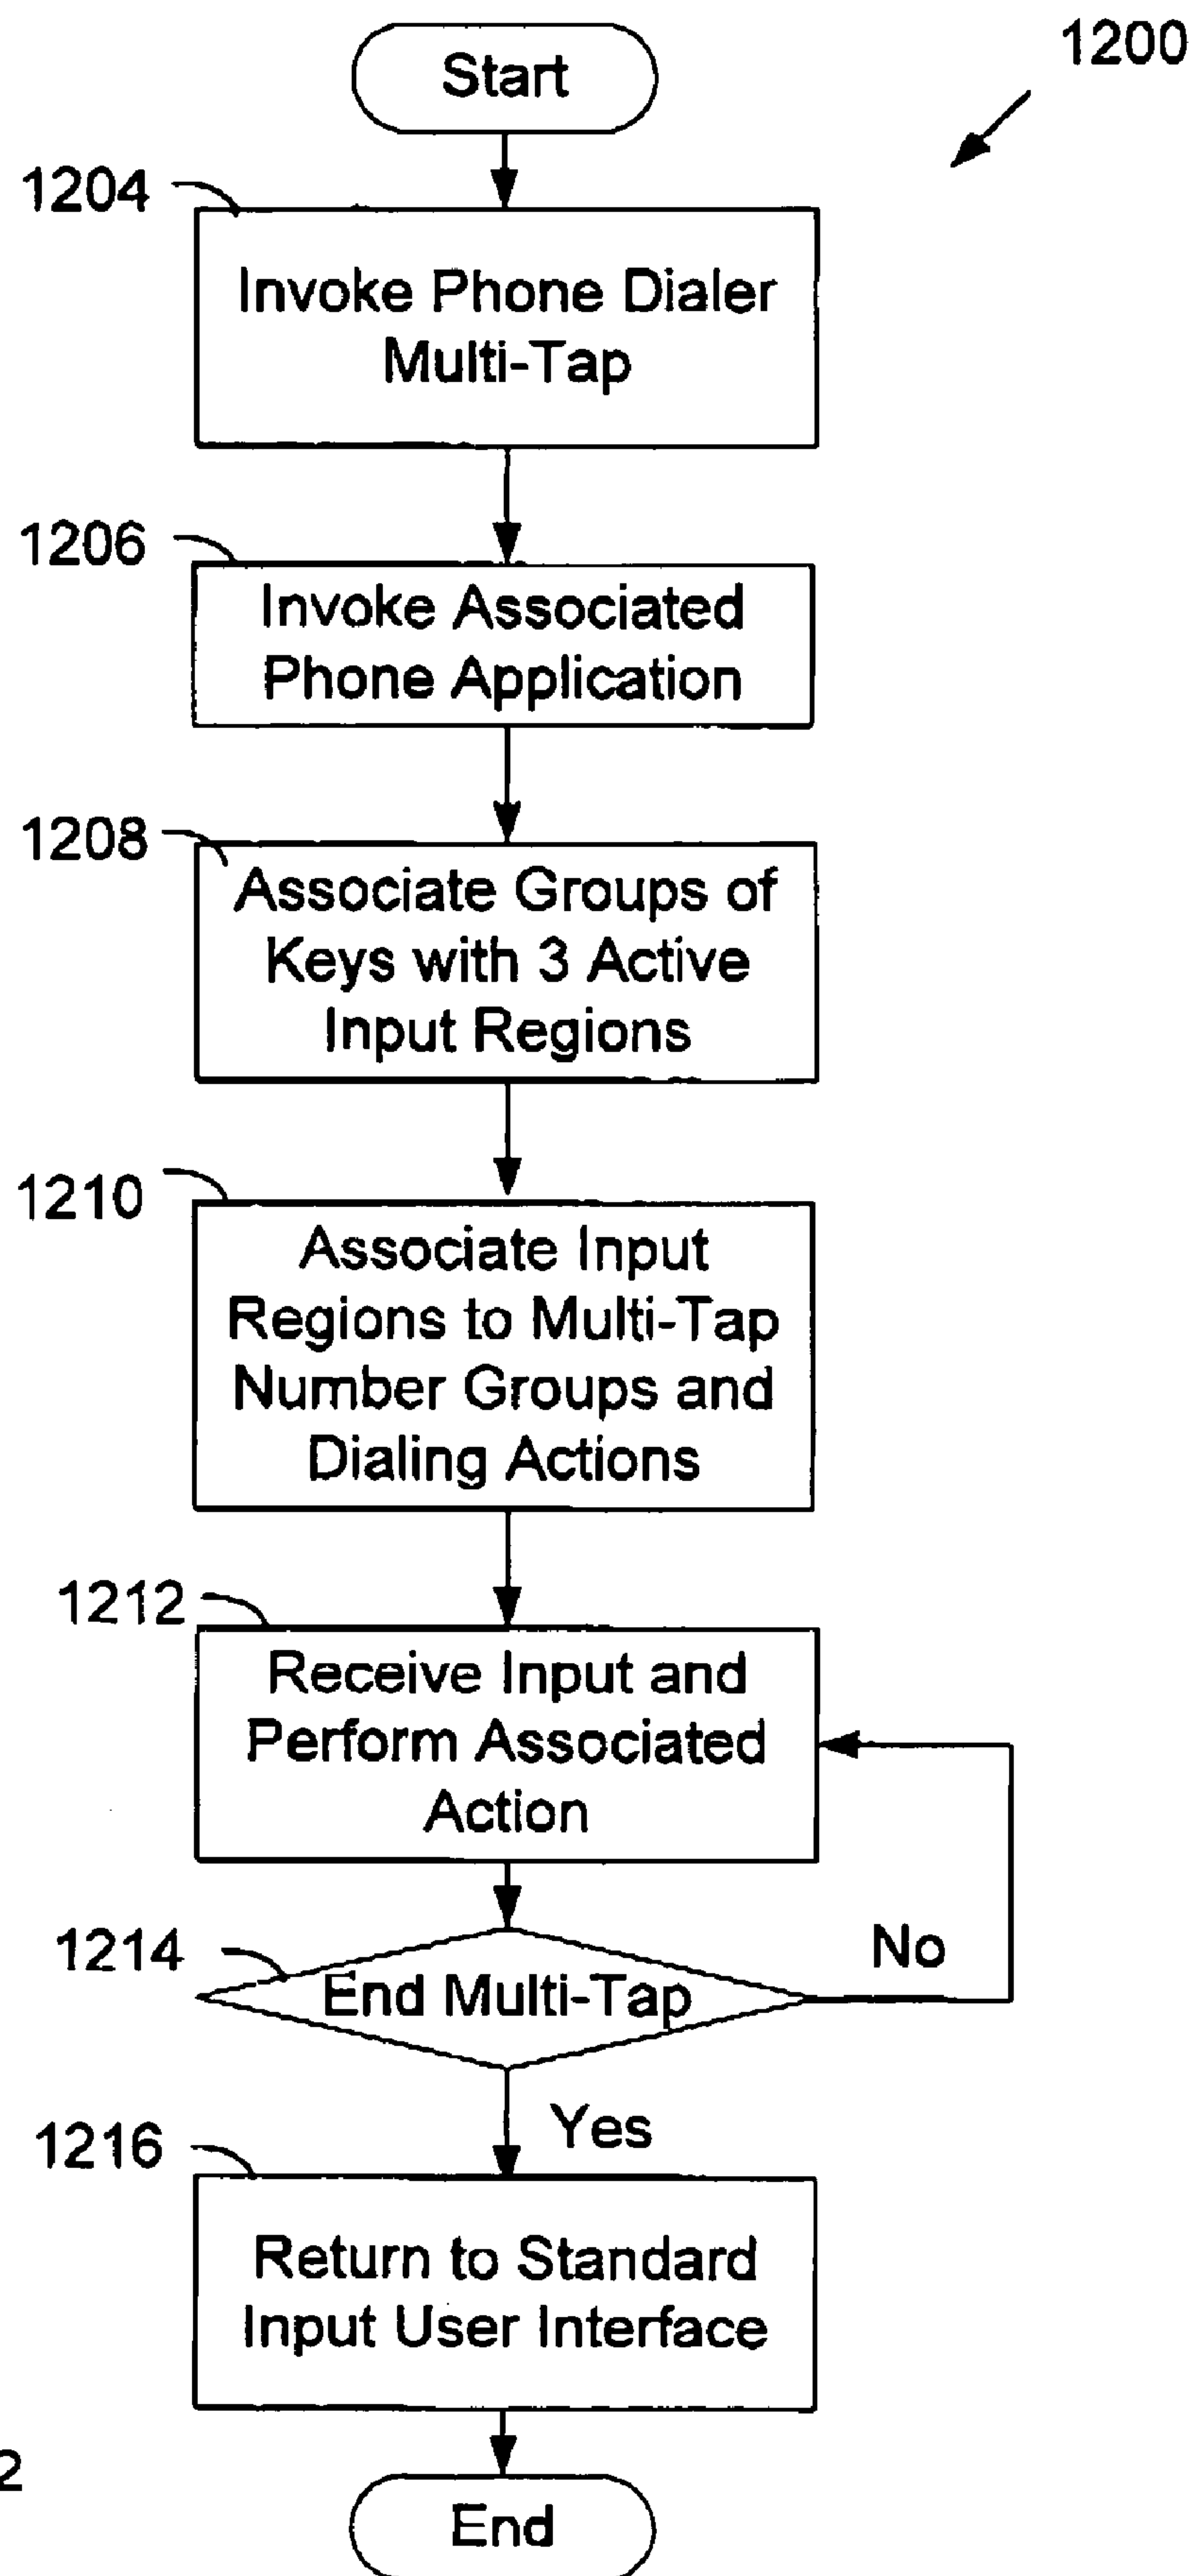 Start
1200
1204
Invoke Phone Dialer
Multi-Tap
1206
Invoke Associated
Phone Application
1208
Associate Groups of
Keys with 3 Active
Input Regions
1210
Associate Input
Regions to Multi-Tap
Number Groups and
Dialing Actions
1212
Receive Input and
Perform Associated
Action
1214
End Multi-Tap
No
Yes
1216
Return to Standard
Input User Interface
2
End